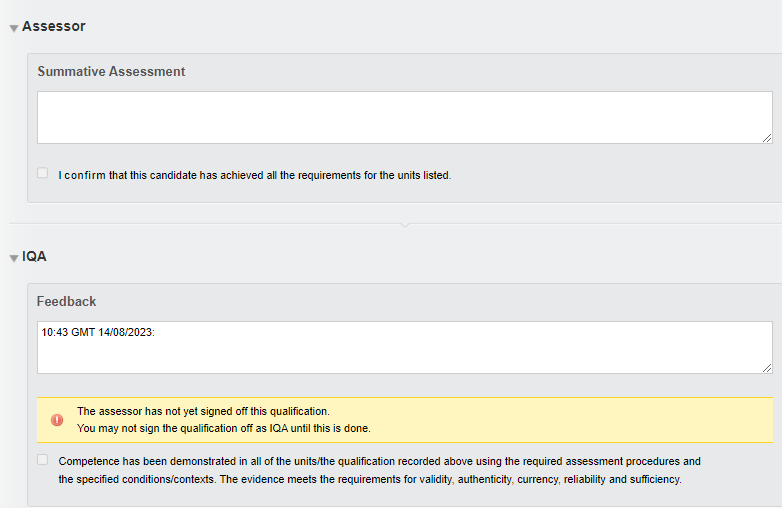 Assessor
Summative Assessment
I confirm that this candidate has achieved all the requirements for the units listed.
IQA
Feedback
10:43 GMT 14/08/2023:
The assessor has not yet signed off this qualification.
You may not sign the qualification off as IQA until this is done.
Competence has been demonstrated in all of the units/the qualification recorded above using the required assessment procedures and
the specified conditions/contexts. The evidence meets the requirements for validity, authenticity, currency, reliability and sufficiency.